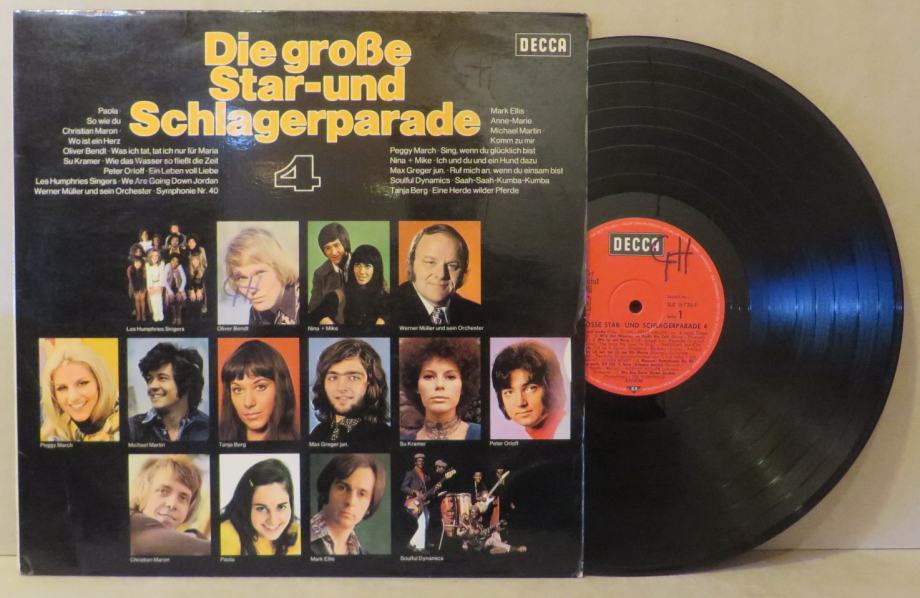 Die große
Star-und
Schlagerparade
4
DECCA
Paola ·
So wie du
Christian Maron ·
Wo ist ein Herz
Oliver Bendt · Was ich tat, tat ich nur für Maria
Su Kramer · Wie das Wasser so fließt die Zeit
Peter Orloff · Ein Leben voll Liebe
Les Humphries Singers · We Are Going Down Jordan
Werner Müller und sein Orchester · Symphonie Nr. 40
Mark Ellis
Anne-Marie
Michael Martin ·
Komm zu mir
Peggy March · Sing, wenn du glücklich bist
Nina + Mike · Ich und du und ein Hund dazu
Max Greger jun. · Ruf mich an, wenn du einsam bist
Soulful Dynamics · Saah-Saah-Kumba-Kumba
Tanja Berg · Eine Herde wilder Pferde
Les Humphries Singers
Oliver Bendt
Nina + Mike
Werner Müller und sein Orchester
Peggy March
Michael Martin
Tanja Berg
Max Greger jun.
Su Kramer
Peter Orloff
Christian Maron
Paola
Mark Ellis
Soulful Dynamics
DECCA
1
OSSE STAR- UND SCHLAGERPARADE 4